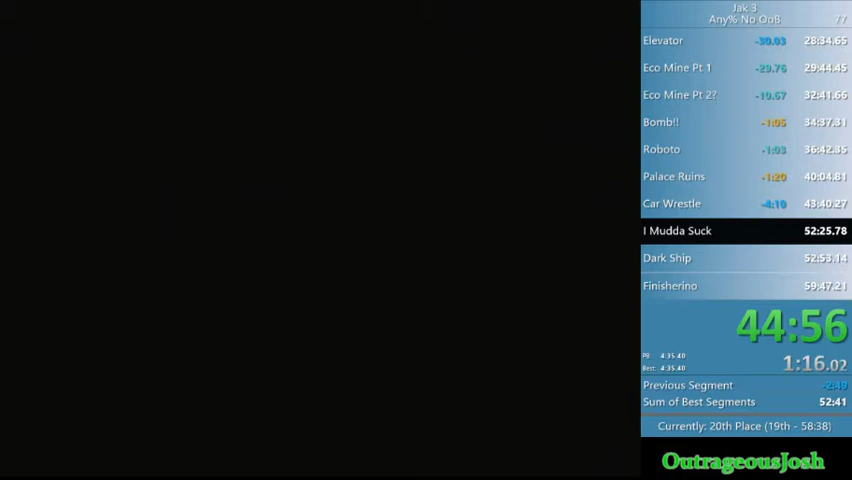 Jak 3
Any% No OoB 77
Elevator -30.03 28:34.65
Eco Mine Pt 1 -29.76 29:44.45
Eco Mine Pt 2? -10.67 32:41.66
Bomb!! -1:05 34:37.31
Roboto -1:03 36:42.35
Palace Ruins -1:20 40:04.81
Car Wrestle -4:10 43:40.27
I Mudda Suck 52:25.78
Dark Ship 52:53.14
Finisherino 59:47.21
44:56
PB: 4:35.40
Best: 4:35.40
1:16.02
Previous Segment -2:49
Sum of Best Segments 52:41
Currently: 20th Place (19th - 58:38)
OutrageousJosh